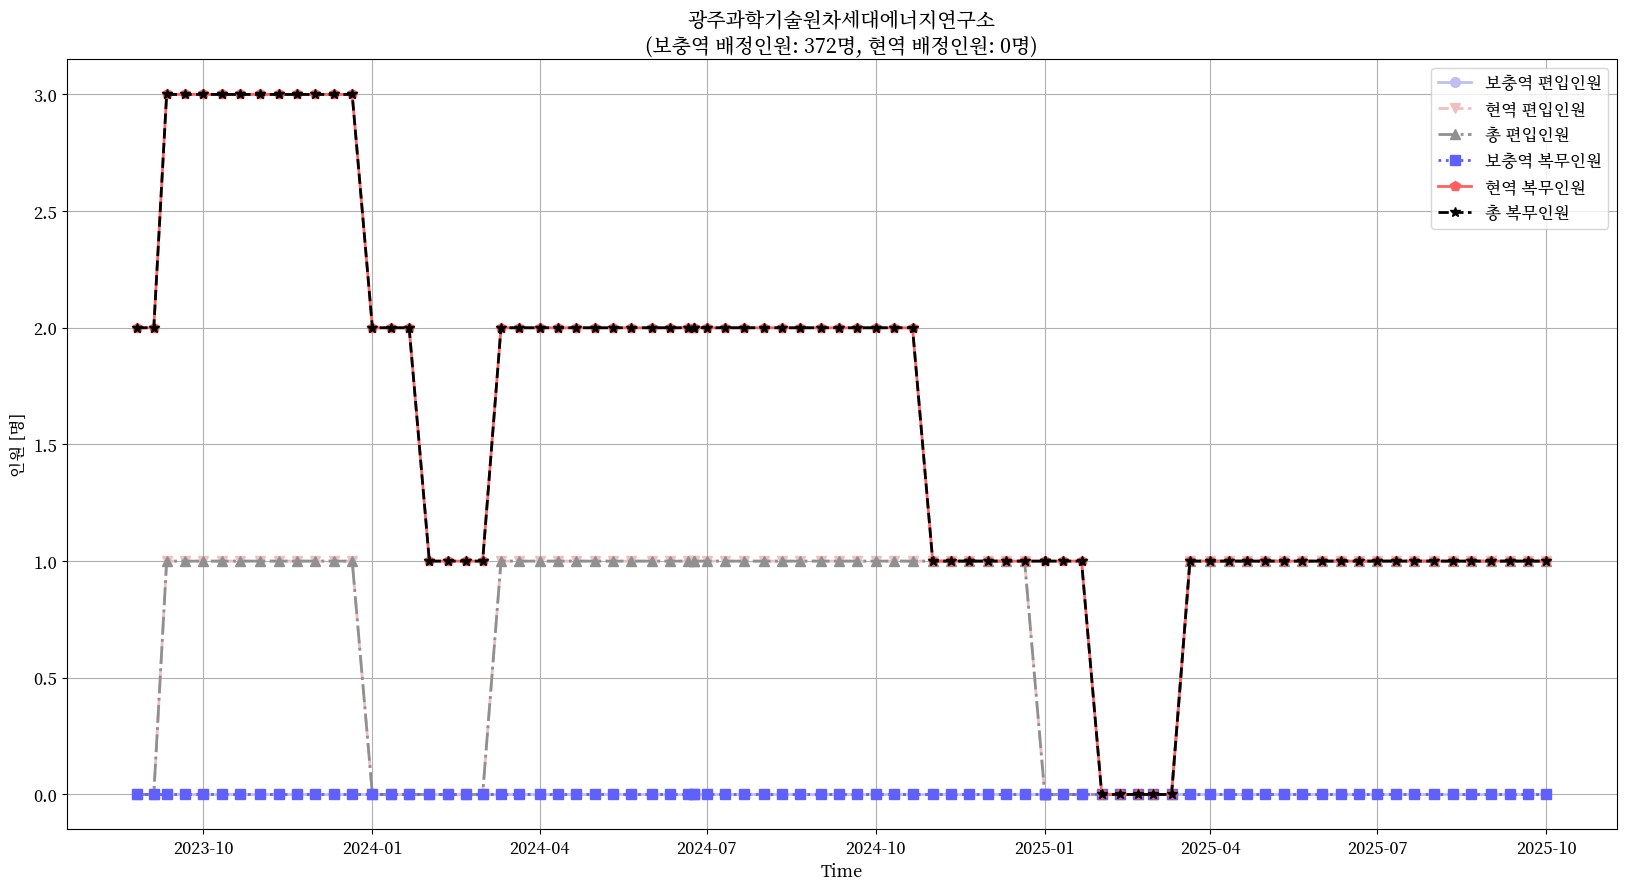 광주과학기술원차세대에너지연구소
(보충역 배정인원: 372명, 현역 배정인원: 0명)
보충역 편입인원
현역 편입인원
총 편입인원
보충역 복무인원
현역 복무인원
총 복무인원
인원 [명]
3.0
2.5
2.0
1.5
1.0
0.5
0.0
2023-10 2024-01 2024-04 2024-07 2024-10 2025-01 2025-04 2025-07 2025-10
Time